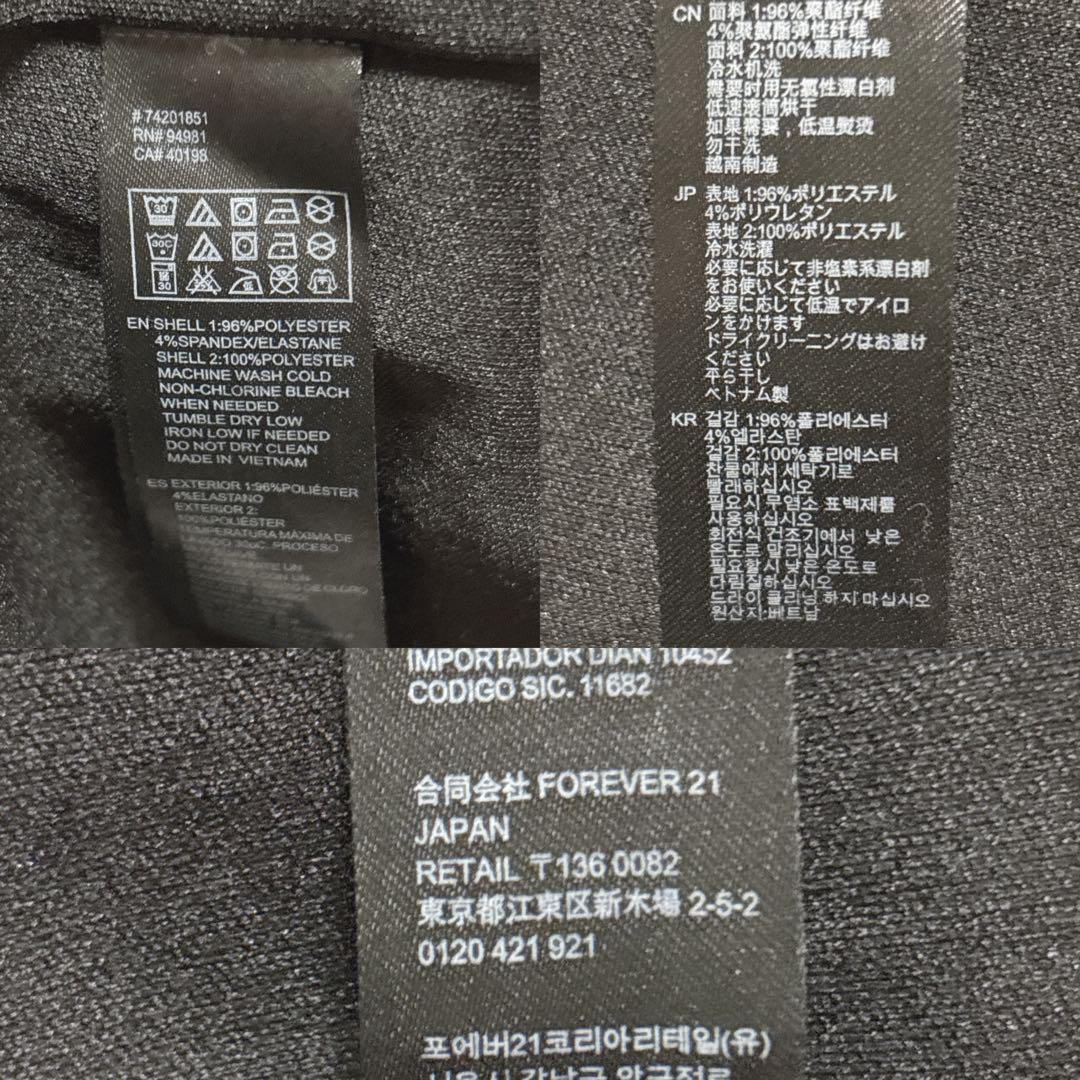 # 74201851
RN# 94981
CA# 40198
30
30C
30
EN SHELL 1:96%POLYESTER
4%SPANDEX/ELASTANE
SHELL 2:100%POLYESTER
MACHINE WASH COLD
NON-CHLORINE BLEACH
WHEN NEEDED
TUMBLE DRY LOW
IRON LOW IF NEEDED
DO NOT DRY CLEAN
MADE IN VIETNAM
ES EXTERIOR 1:96%POLIÉSTER
4%ELASTANO
EXTERIOR 2:
100%POLIÉSTER
MÁXIMA DE
PROCESO
UN
UN
CN 面料 1:96%聚酯纤维
4%聚氨酯弹性纤维
面料 2:100%聚酯纤维
冷水机洗
需要时用无氯性漂白剂
低速滚筒烘干
如果需要，低温熨烫
勿干洗
越南制造
JP 表地 1:96%ポリエステル
4%ポリウレタン
表地 2:100%ポリエステル
冷水洗濯
必要に応じて非塩素系漂白剤
をお使いください
必要に応じて低温でアイロ
ンをかけます
ドライクリーニングはお避け
ください
平ら干し
ベトナム製
KR 겉감 1:96%폴리에스터
4%엘라스탄
겉감 2:100%폴리에스터
찬물에서 세탁기로
빨래하십시오
필요시 무염소 표백제를
사용하십시오
회전식 건조기에서 낮은
온도로 말리십시오
필요할시 낮은 온도로
다림질하십시오
드라이 클리닝 하지 마십시오
원산지:베트남
IMPORTADOR DIAN 10452
CODIGO SIC. 11682
合同会社 FOREVER 21
JAPAN
RETAIL 〒136 0082
東京都江東区新木場 2-5-2
0120 421 921
포에버21코리아리테일(유)
강남구